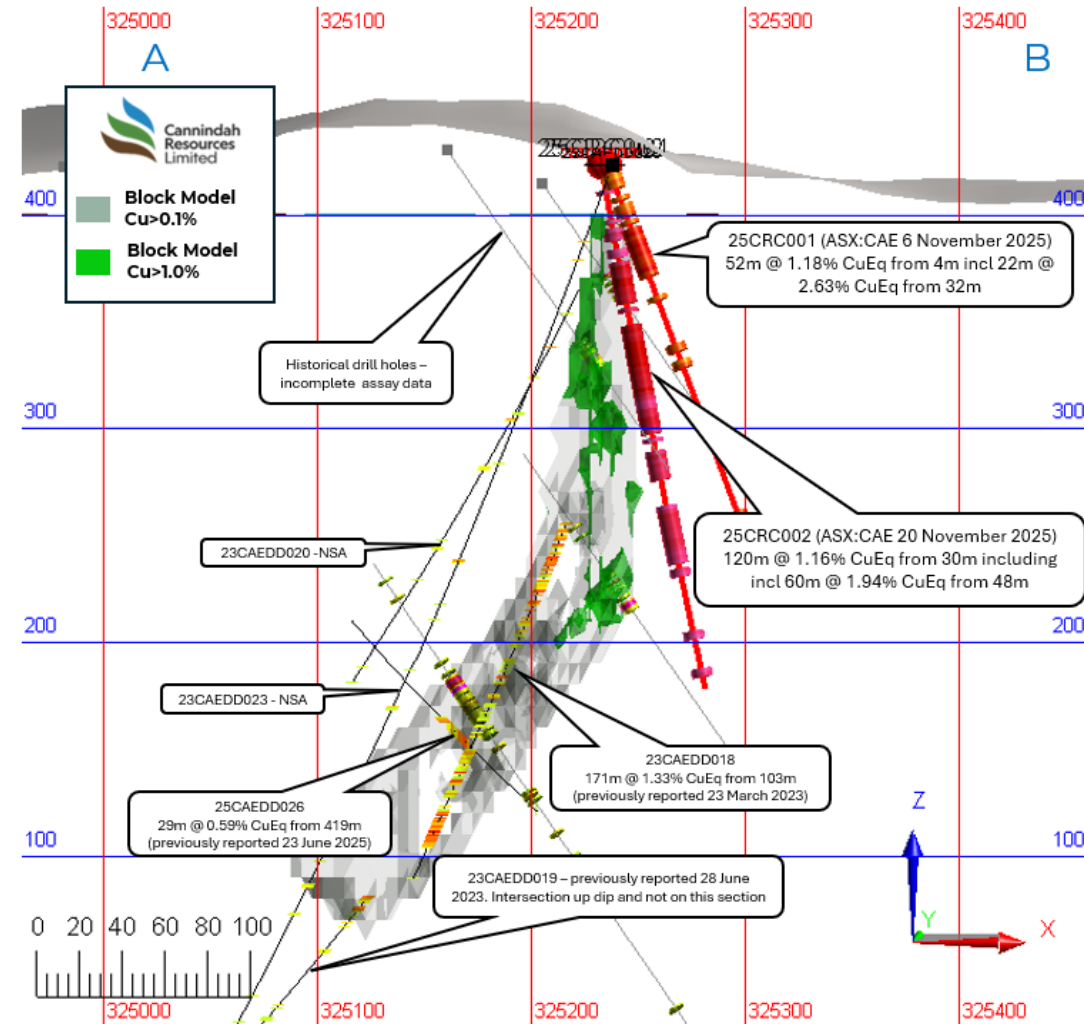 325000 325100 325200 325300 325400
A B
Cannindah
Resources
Limited
Block Model
Cu>0.1%
Block Model
Cu>1.0%
400 400
25CRC001 (ASX:CAE 6 November 2025)
52m @ 1.18% CuEq from 4m incl 22m @
2.63% CuEq from 32m
Historical drill holes –
incomplete assay data
300 300
25CRC002 (ASX:CAE 20 November 2025)
120m @ 1.16% CuEq from 30m including
incl 60m @ 1.94% CuEq from 48m
23CAEDD020 -NSA
200 200
23CAEDD023 - NSA
23CAEDD018
171m @ 1.33% CuEq from 103m
(previously reported 23 March 2023)
25CAEDD026
29m @ 0.59% CuEq from 419m
(previously reported 23 June 2025)
Z
100 100
23CAEDD019 – previously reported 28 June
2023. Intersection up dip and not on this section
Y
X
0 20 40 60 80 100
325000 325100 325200 325300 325400